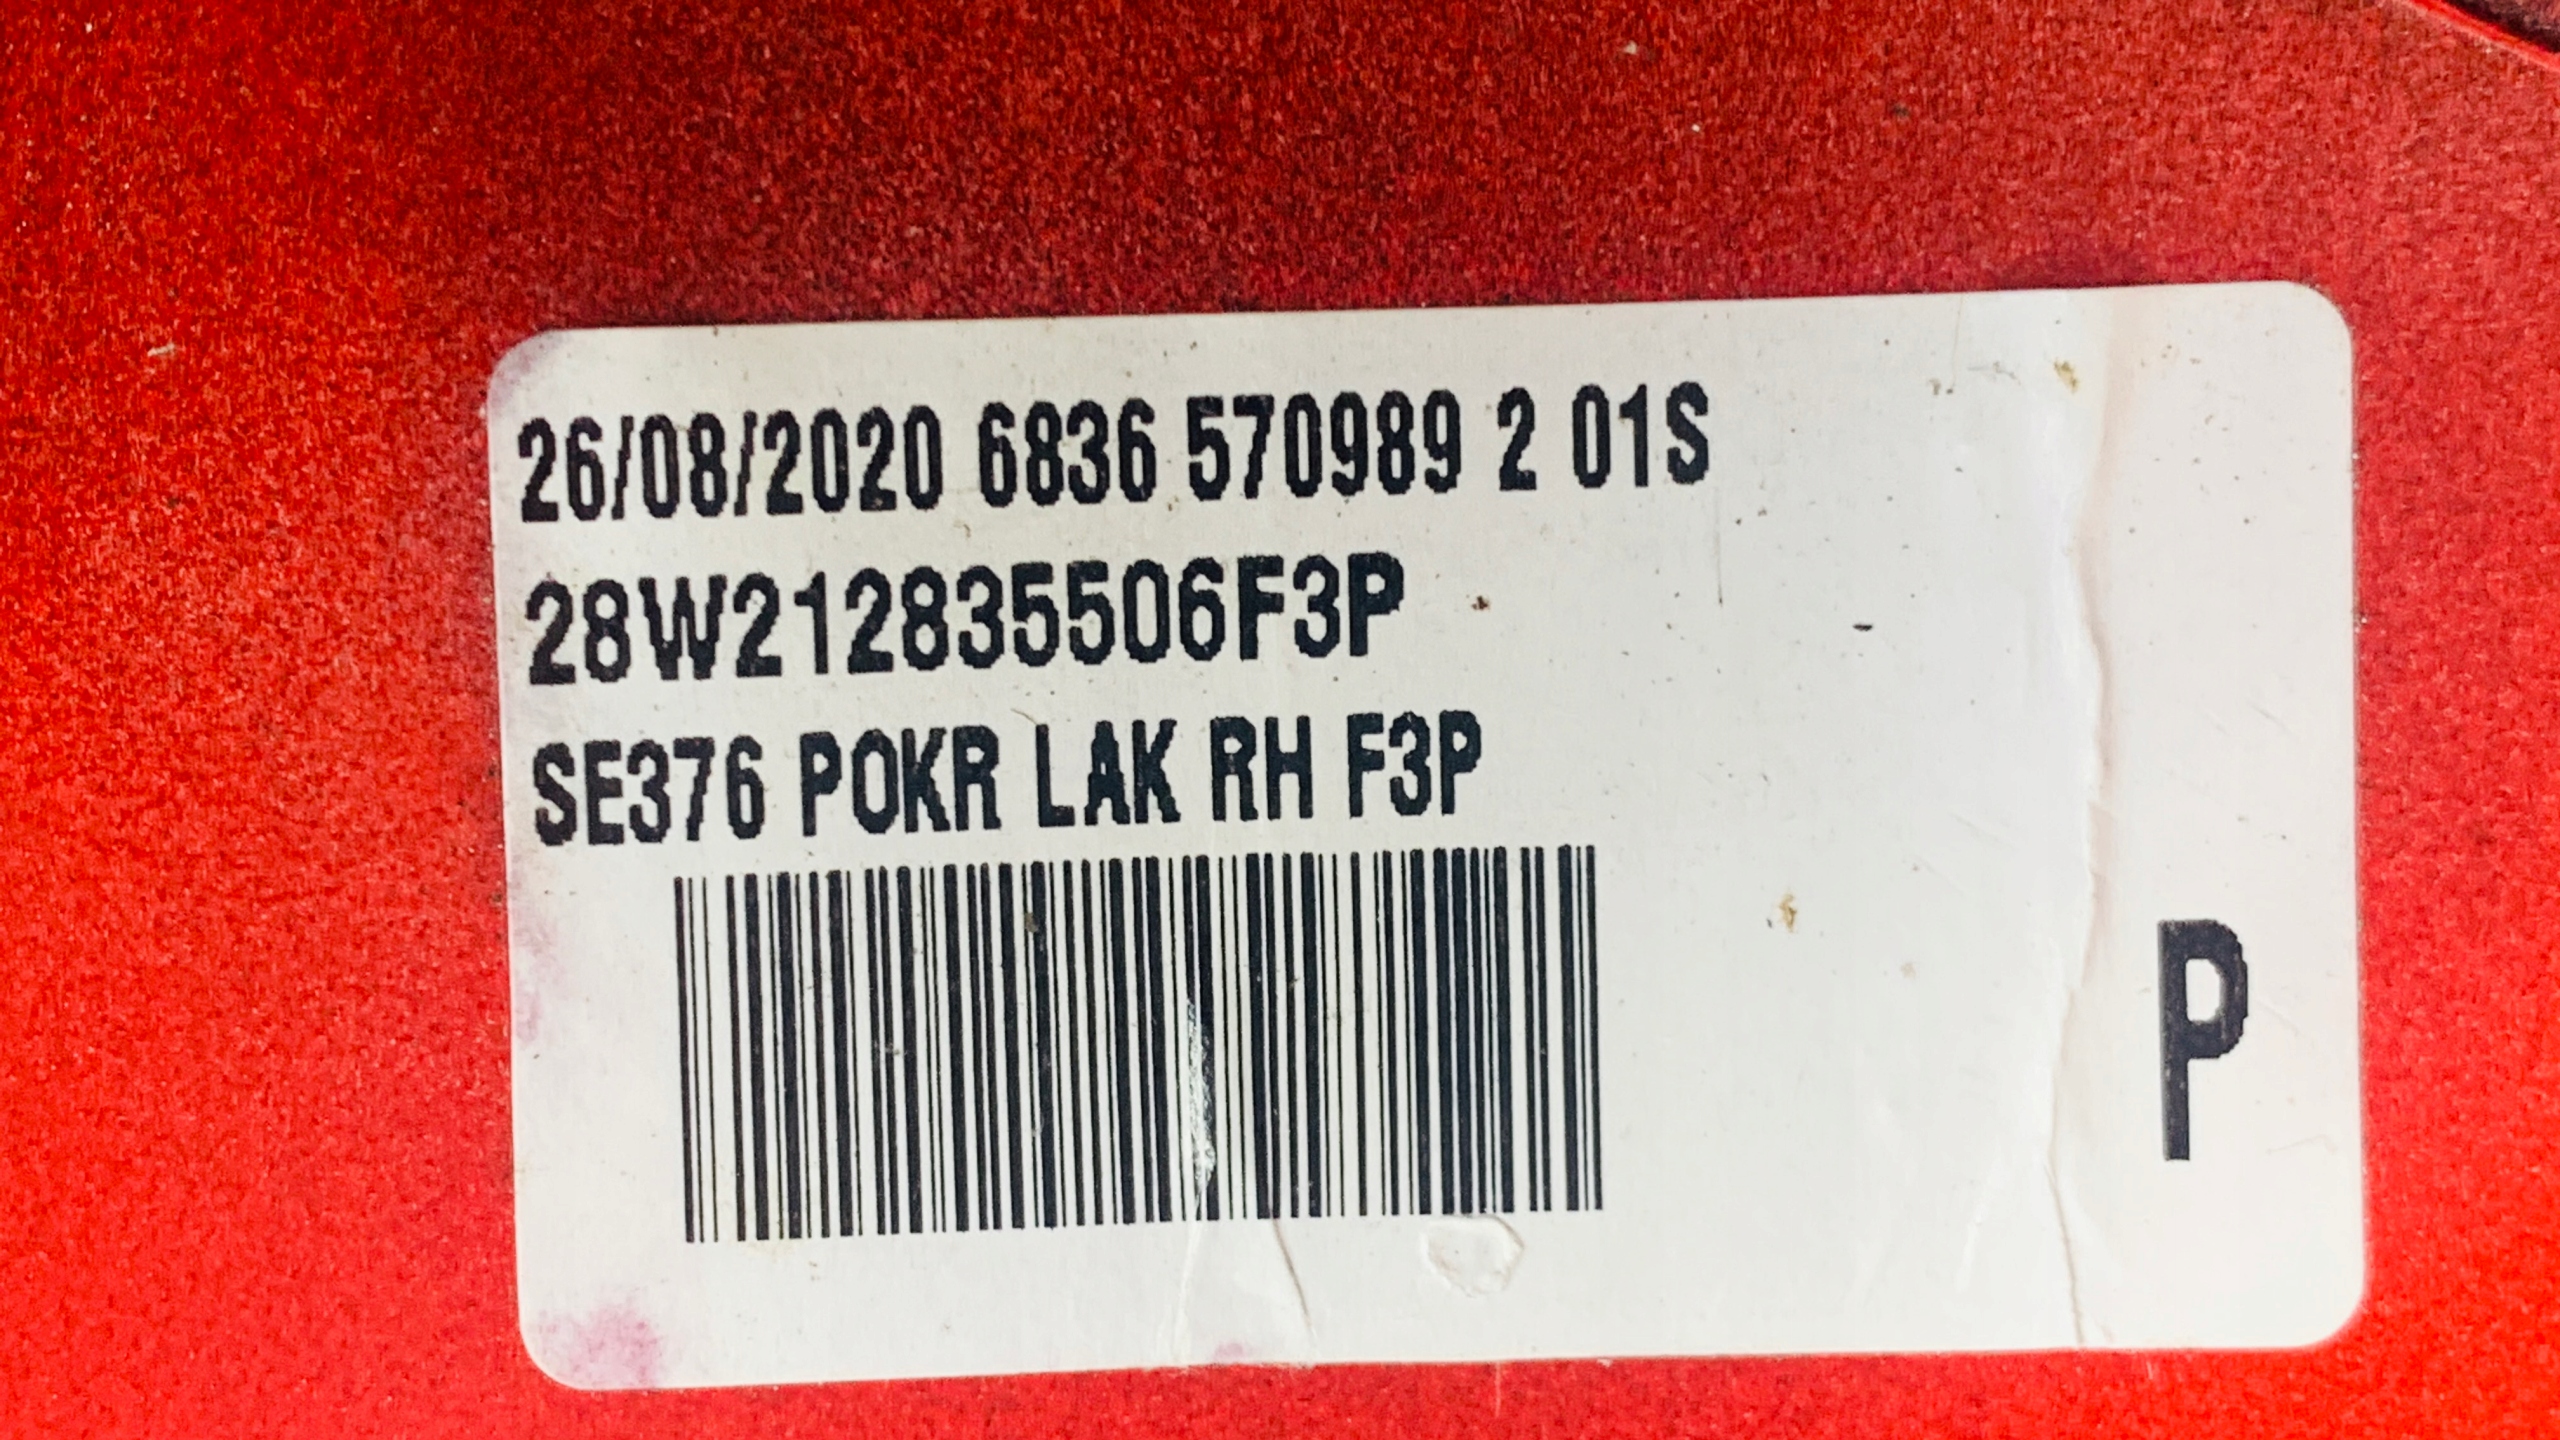 26/08/2020 6836 570989 2 01S
28W212835506F3P
SE376 POKR LAK RH F3P
P